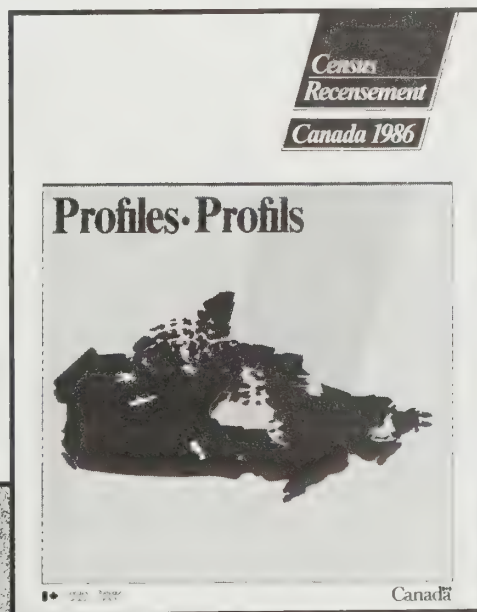 Census
Recensement
Canada 1986
Profiles • Profils
Canada